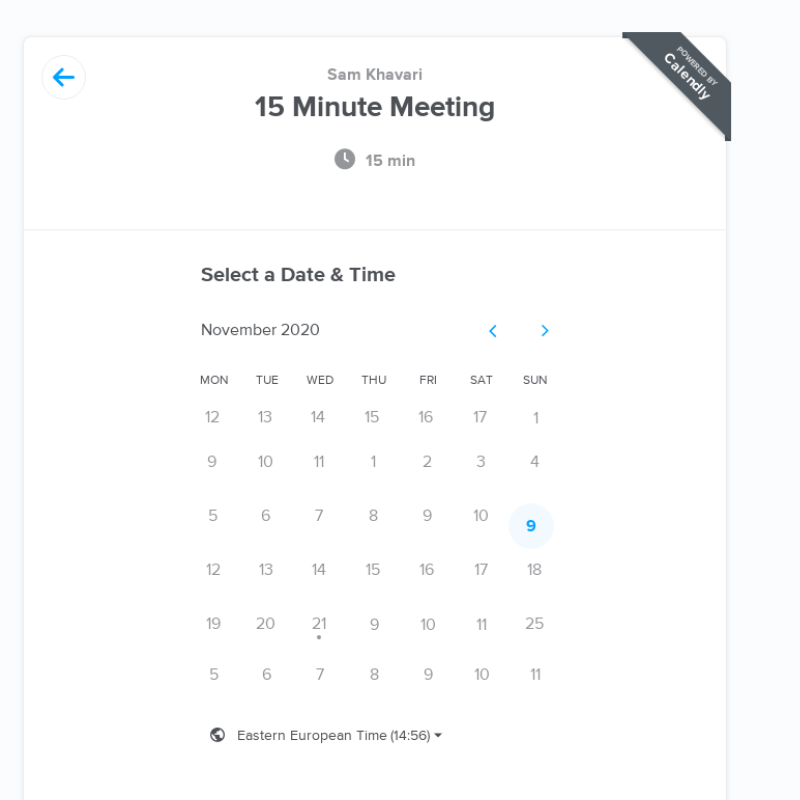 POWERED BY
Calendly
Sam Khavari
15 Minute Meeting
15 min
Select a Date & Time
November 2020
MON TUE WED THU FRI SAT SUN
12 13 14 15 16 17 1
9 10 11 1 2 3 4
5 6 7 8 9 10 9
12 13 14 15 16 17 18
19 20 21 9 10 11 25
5 6 7 8 9 10 11
Eastern European Time (14:56)